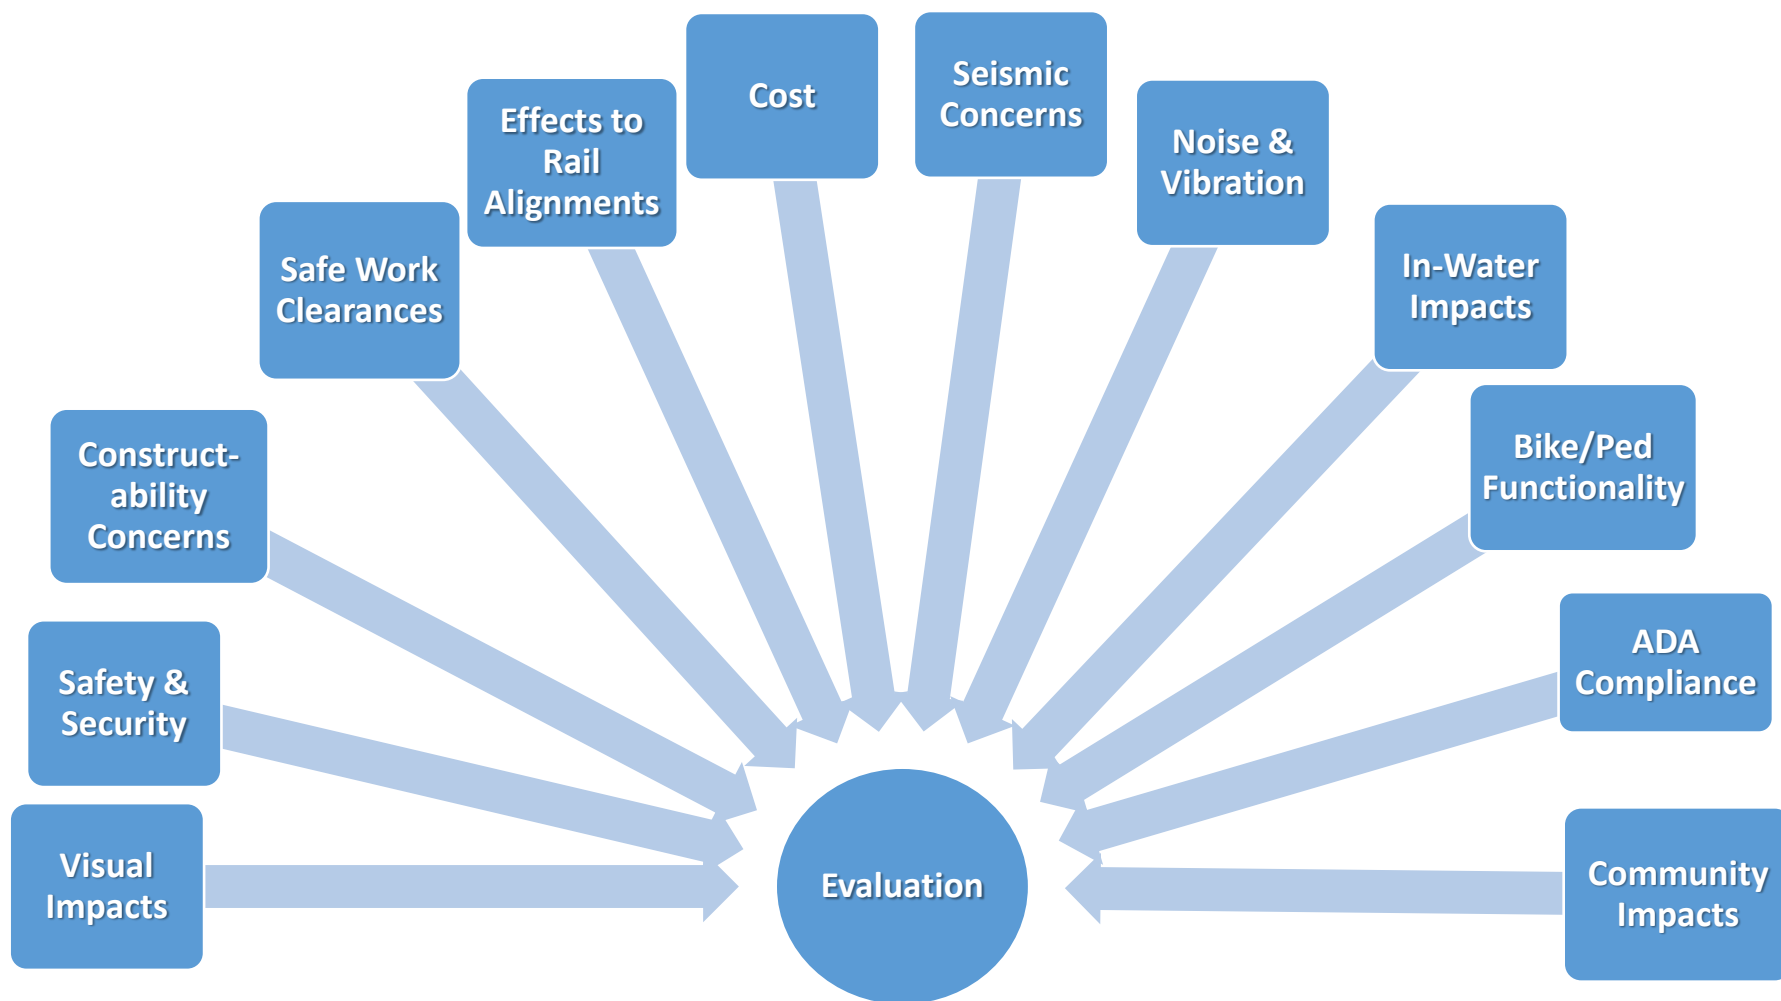 Cost
Seismic
Concerns
Effects to
Rail
Alignments
Noise &
Vibration
Safe Work
Clearances
In-Water
Impacts
Construct-
ability
Concerns
Bike/Ped
Functionality
Safety &
Security
ADA
Compliance
Visual
Impacts
Evaluation
Community
Impacts